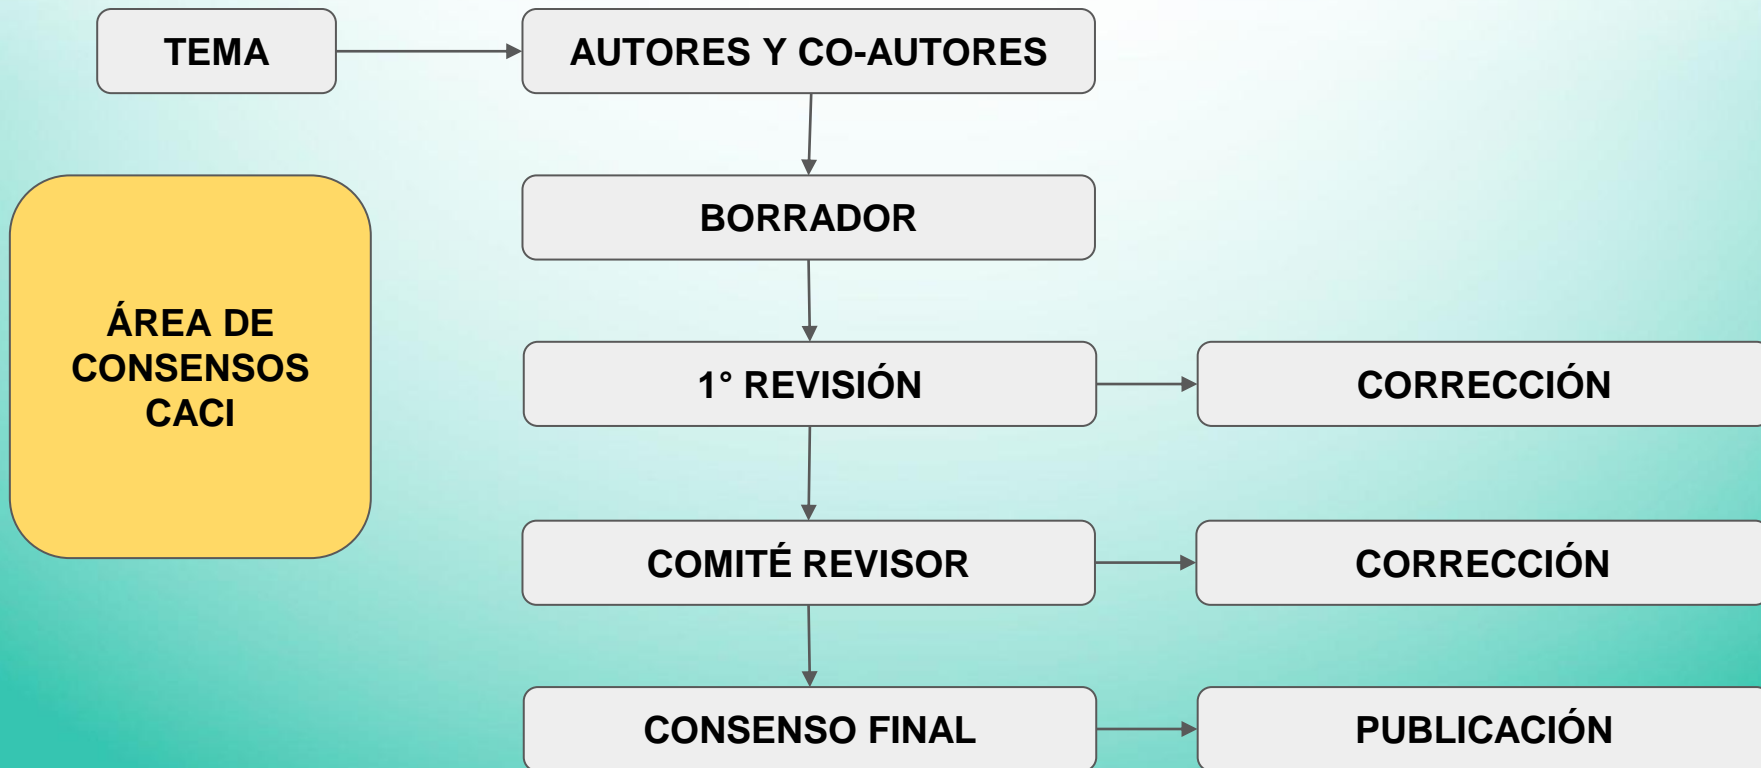 TEMA
AUTORES Y CO-AUTORES
BORRADOR
ÁREA DE
CONSENSOS
CACI
1° REVISIÓN
CORRECCIÓN
COMITÉ REVISOR
CORRECCIÓN
CONSENSO FINAL
PUBLICACIÓN